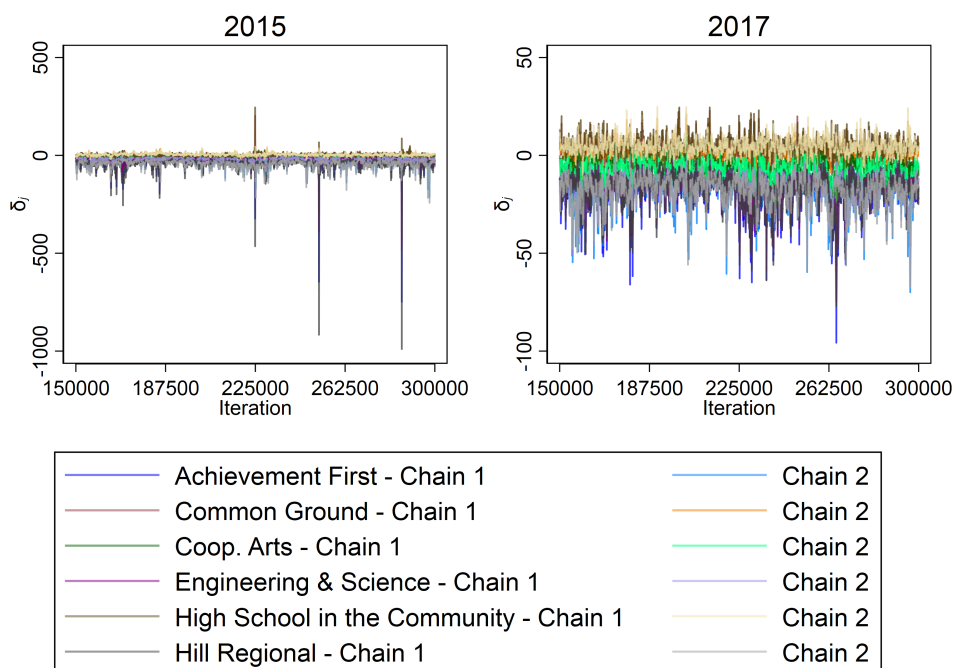 2015
500
0
-500
-1000
δj
150000 187500 225000 262500 300000
Iteration
2017
50
0
-50
-100
δj
150000 187500 225000 262500 300000
Iteration
Achievement First - Chain 1 Chain 2
Common Ground - Chain 1 Chain 2
Coop. Arts - Chain 1 Chain 2
Engineering & Science - Chain 1 Chain 2
High School in the Community - Chain 1 Chain 2
Hill Regional - Chain 1 Chain 2